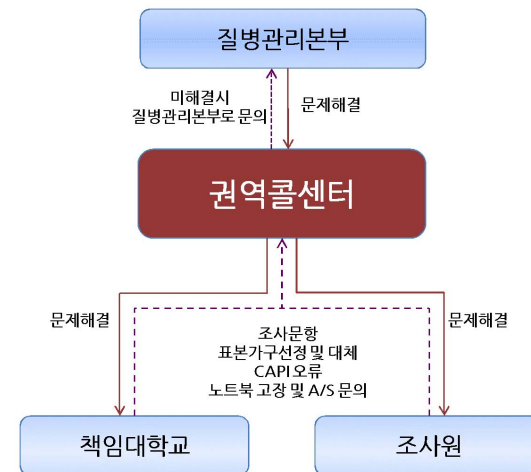 질병관리본부
미해결시
질병관리본부로 문의
문제해결
권역콜센터
문제해결
문제해결
조사문항
표본가구선정 및 대체
CAPI 오류
노트북 고장 및 A/S 문의
책임대학교
조사원